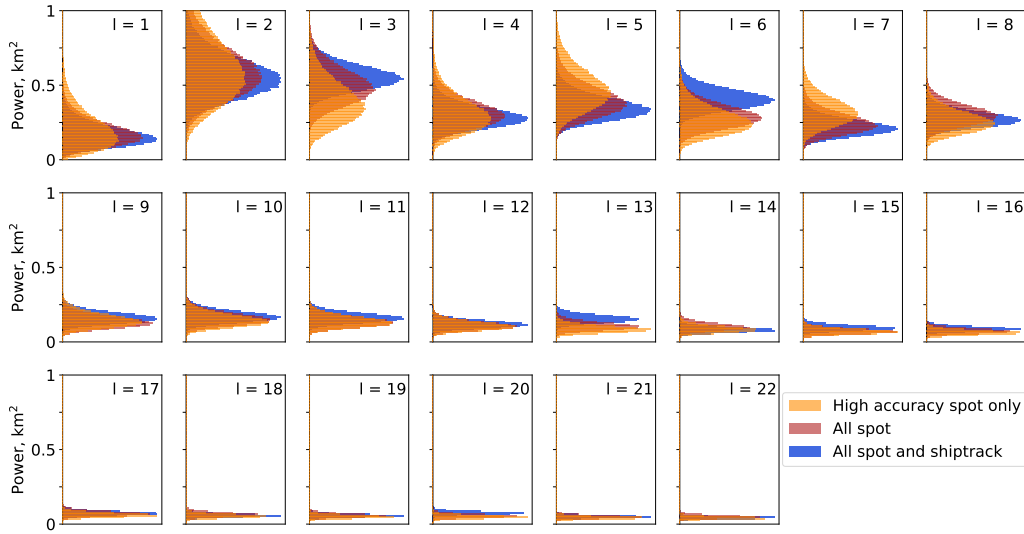 1
0.5
0
Power, km²
l = 1
l = 2
l = 3
l = 4
l = 5
l = 6
l = 7
l = 8
1
0.5
0
Power, km²
l = 9
l = 10
l = 11
l = 12
l = 13
l = 14
l = 15
l = 16
1
0.5
0
Power, km²
l = 17
l = 18
l = 19
l = 20
l = 21
l = 22
High accuracy spot only
All spot
All spot and shiptrack